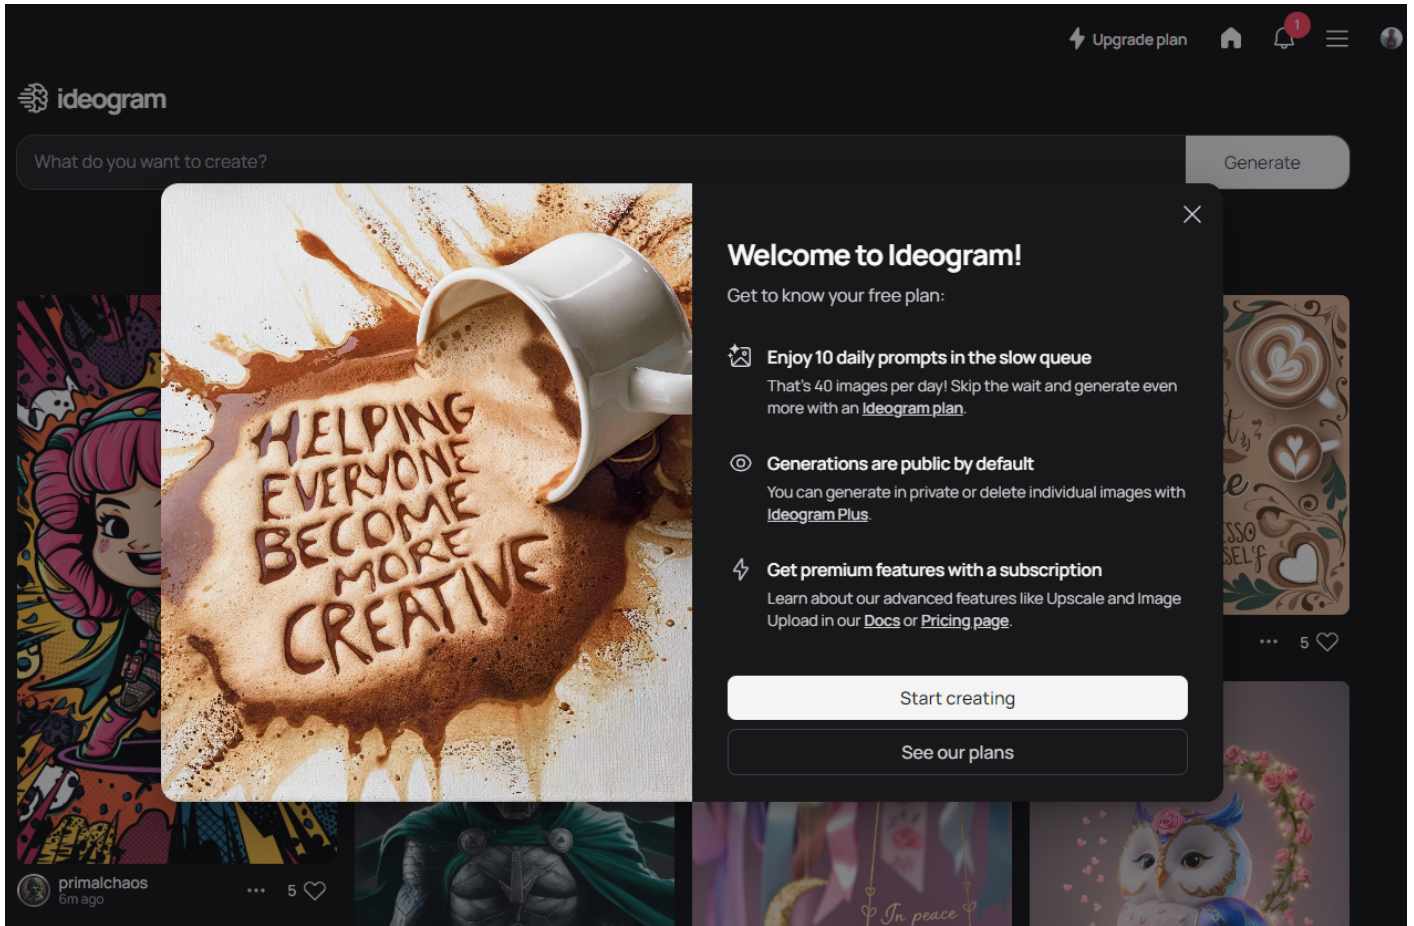 Upgrade plan
1
ideogram
What do you want to create?
Generate
HELPING
EVERYONE
BECOME
MORE
CREATIVE
Welcome to Ideogram!
Get to know your free plan:
Enjoy 10 daily prompts in the slow queue
That's 40 images per day! Skip the wait and generate even
more with an Ideogram plan.
Generations are public by default
You can generate in private or delete individual images with
Ideogram Plus.
Get premium features with a subscription
Learn about our advanced features like Upscale and Image
Upload in our Docs or Pricing page.
Start creating
See our plans
5
primalchaos
6m ago
5
In peace